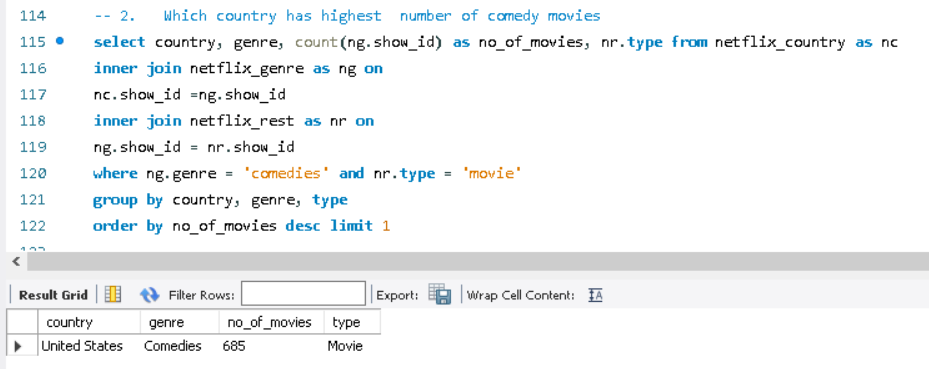 114 -- 2. Which country has highest number of comedy movies
115 select country, genre, count(ng.show_id) as no_of_movies, nr.type from netflix_country as nc
116 inner join netflix_genre as ng on
117 nc.show_id =ng.show_id
118 inner join netflix_rest as nr on
119 ng.show_id = nr.show_id
120 where ng.genre = 'comedies' and nr.type = 'movie'
121 group by country, genre, type
122 order by no_of_movies desc limit 1
Result Grid Filter Rows: Export: Wrap Cell Content:
country genre no_of_movies type
United States Comedies 685 Movie